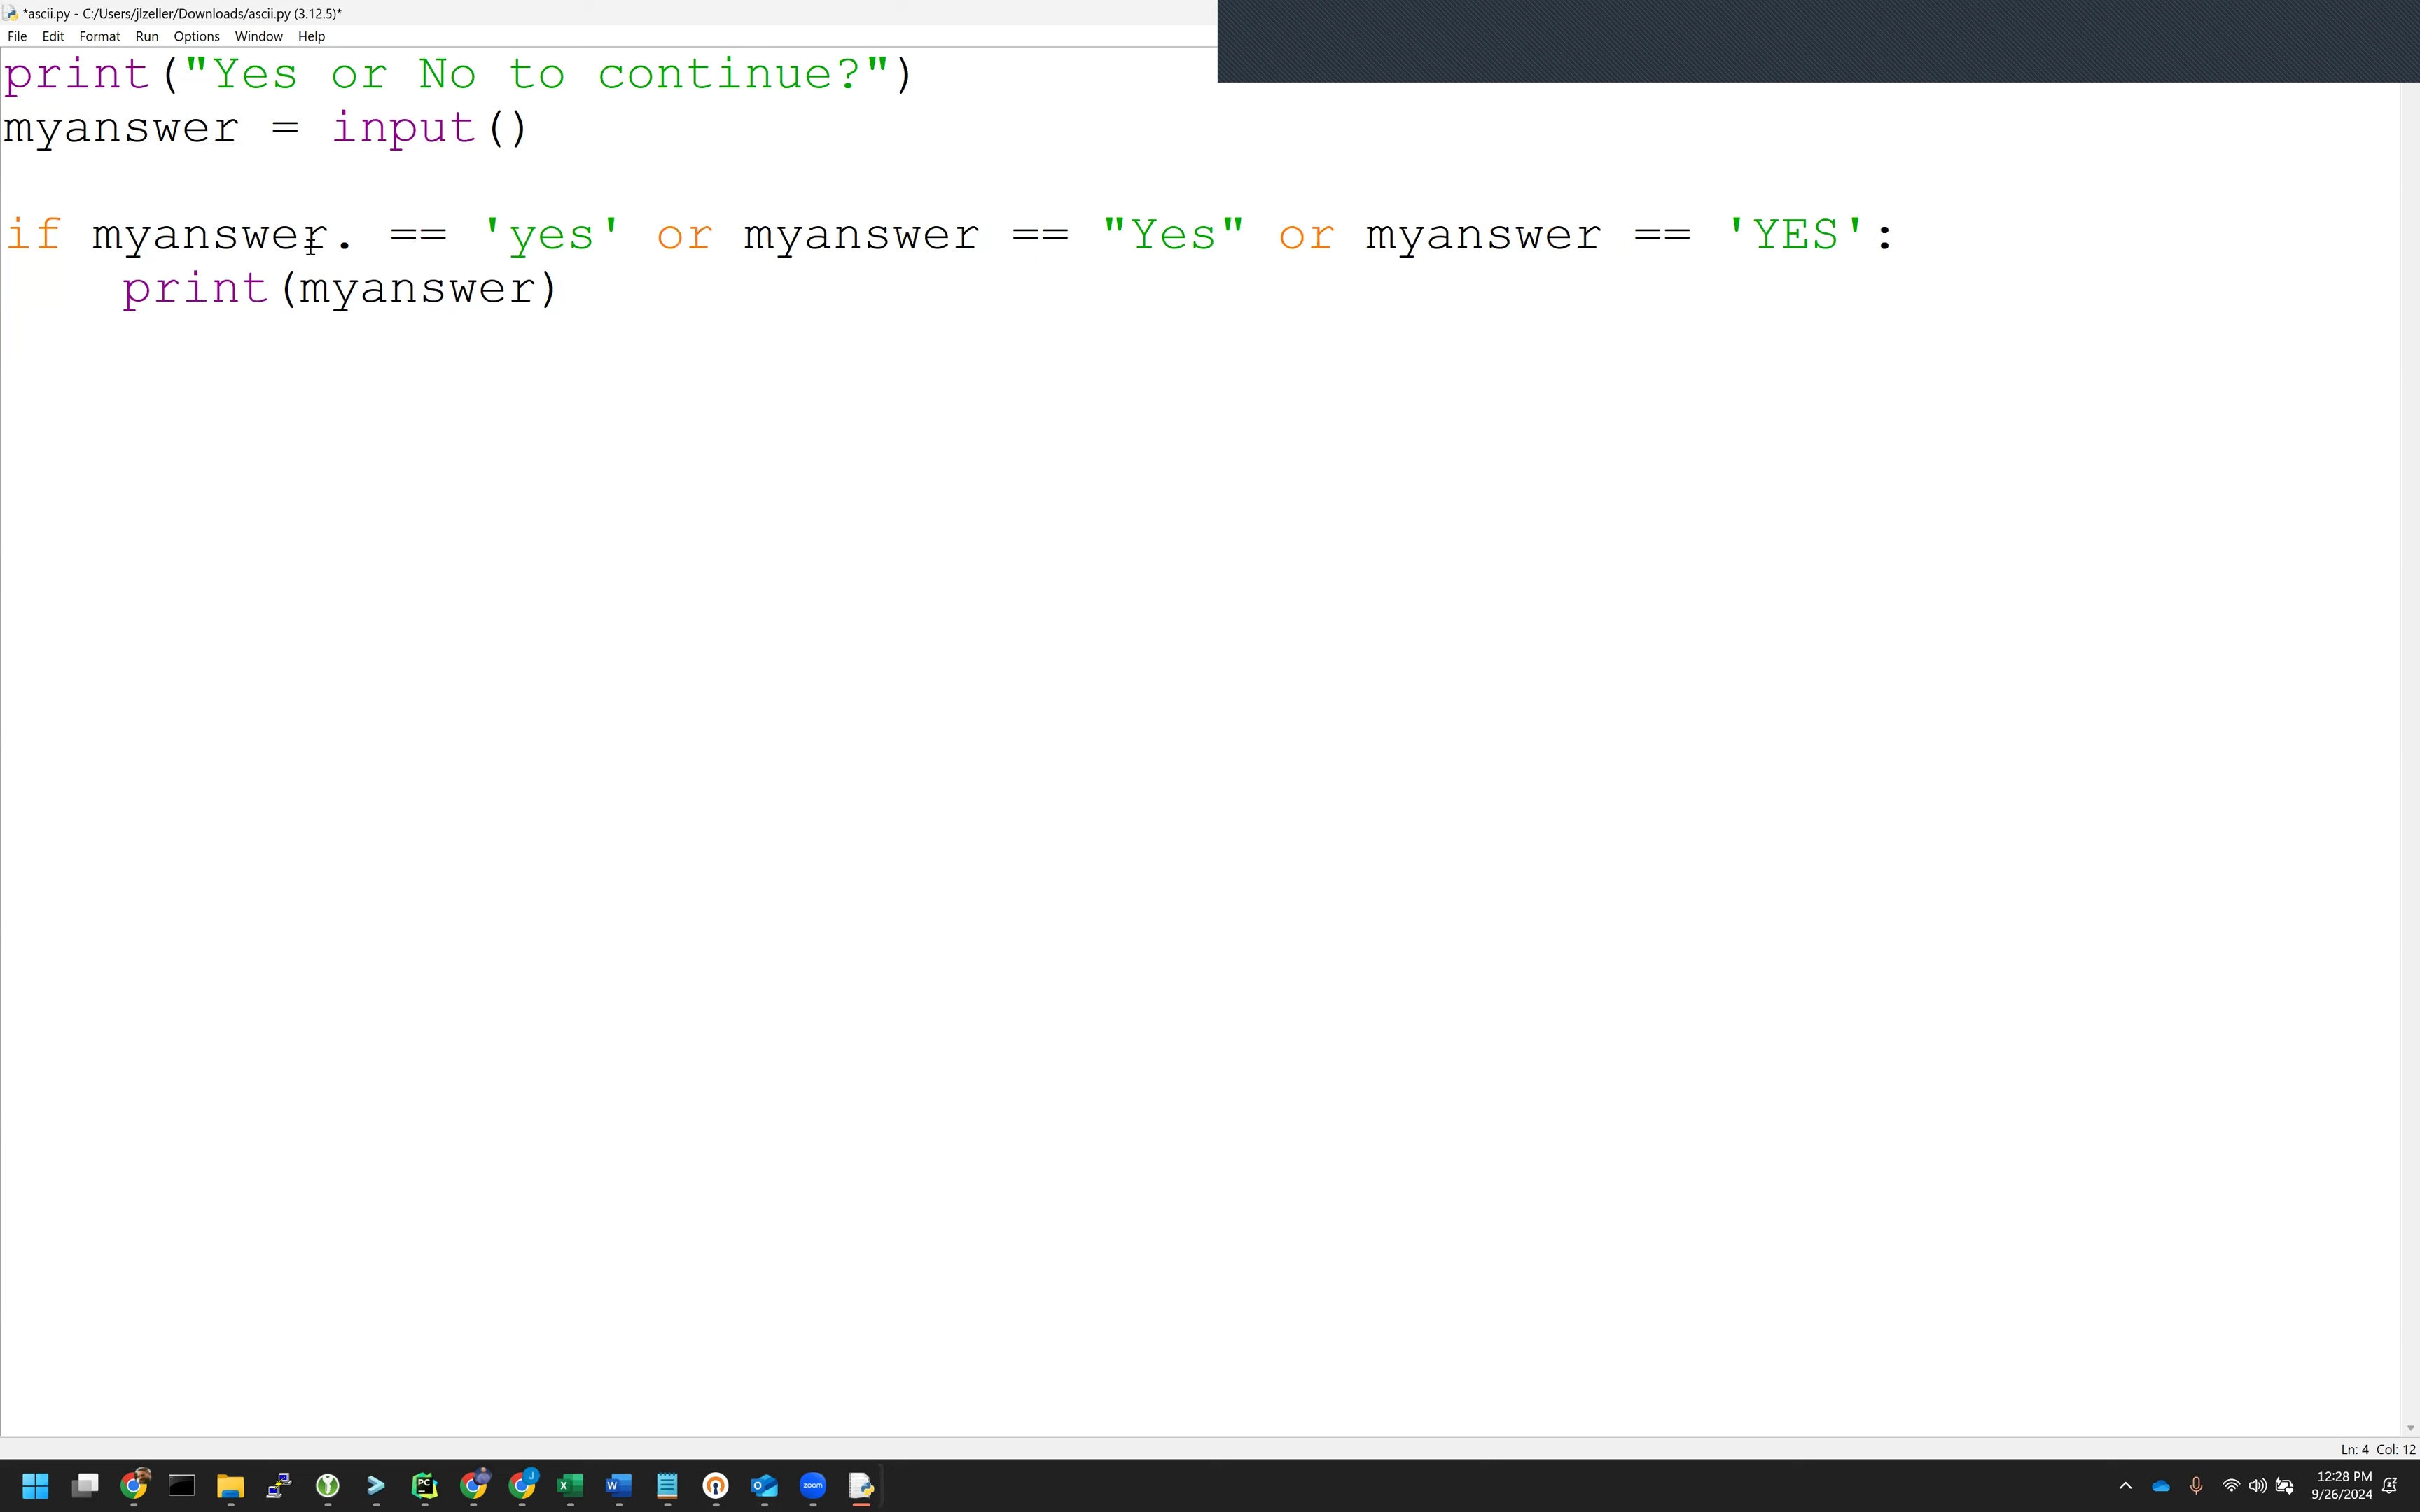 *ascii.py - C:/Users/jlzeller/Downloads/ascii.py (3.12.5)*
File Edit Format Run Options Window Help
print("Yes or No to continue?")
myanswer = input()
if myanswer. == 'yes' or myanswer == "Yes" or myanswer == 'YES':
    print(myanswer)
Ln: 4 Col: 12
PC
J
X
W
O
zoom
12:28 PM
9/26/2024